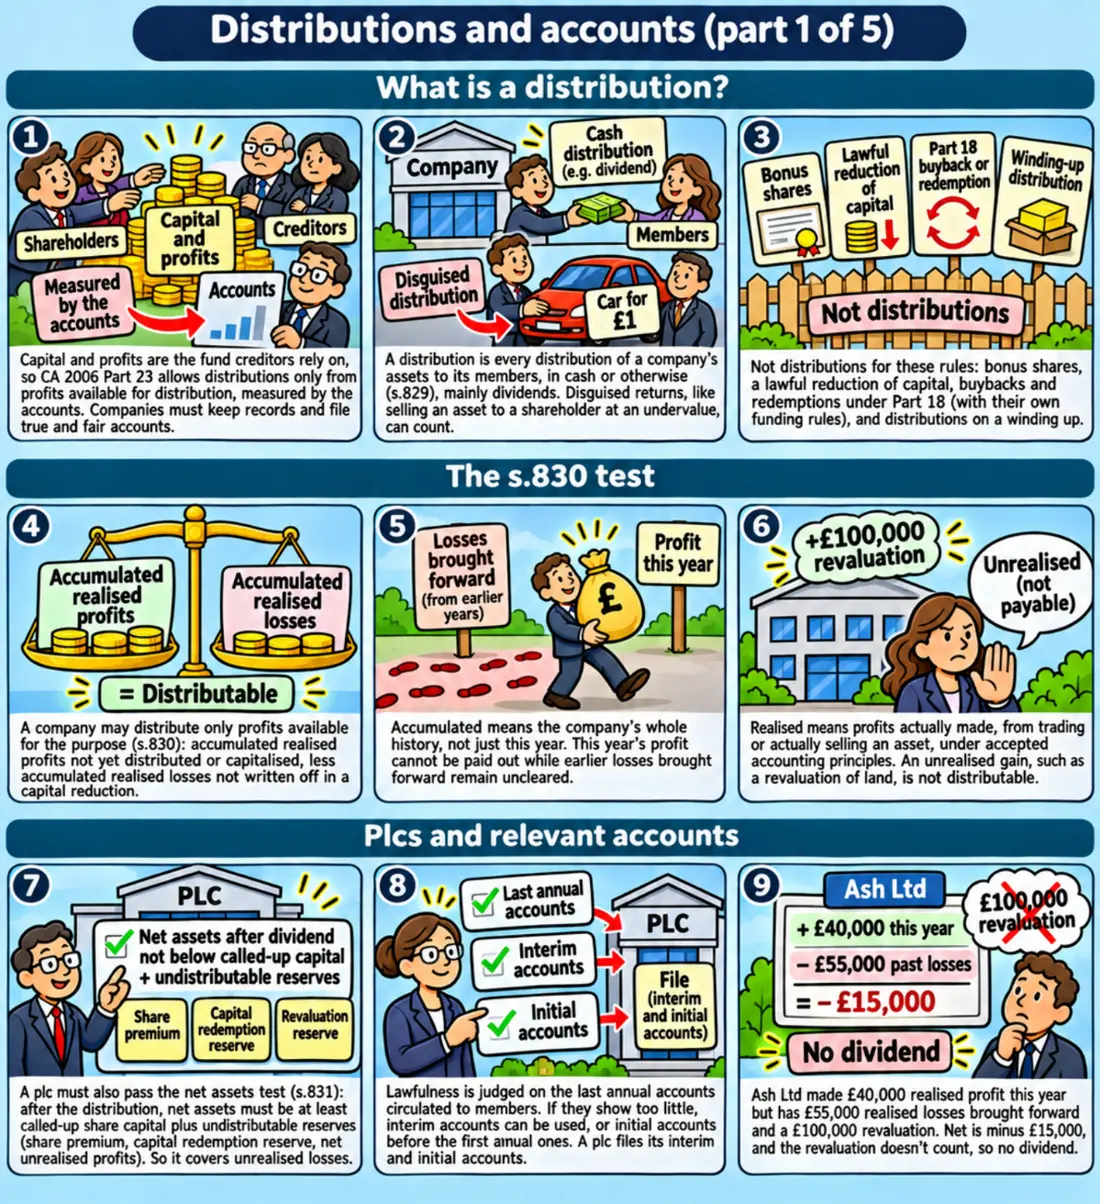 Distributions and accounts (part 1 of 5)
What is a distribution?
1
Shareholders
Capital
and
profits
Creditors
Measured
by the
accounts
Accounts
Capital and profits are the fund creditors rely on,
so CA 2006 Part 23 allows distributions only from
profits available for distribution, measured by the
accounts. Companies must keep records and file
true and fair accounts.
2
Company
Cash
distribution
(e.g. dividend)
Members
Disguised
distribution
Car for
£1
A distribution is every distribution of a company's
assets to its members, in cash or otherwise
(s.829), mainly dividends. Disguised returns, like
selling an asset to a shareholder at an undervalue,
can count.
3
Bonus
shares
Lawful
reduction
of
capital
Part 18
buyback or
redemption
Winding-up
distribution
Not distributions
Not distributions for these rules: bonus shares,
a lawful reduction of capital, buybacks and
redemptions under Part 18 (with their own
funding rules), and distributions on a winding up.
The s.830 test
4
Accumulated
realised
profits
Accumulated
realised
losses
= Distributable
A company may distribute only profits available
for the purpose (s.830): accumulated realised
profits not yet distributed or capitalised, less
accumulated realised losses not written off in a
capital reduction.
5
Losses
brought
forward
(from earlier
years)
Profit
this year
£
Accumulated means the company's whole
history, not just this year. This year's profit
cannot be paid out while earlier losses brought
forward remain uncleared.
6
+£100,000
revaluation
Unrealised
(not
payable)
Realised means profits actually made, from trading
or actually selling an asset, under accepted
accounting principles. An unrealised gain, such as
a revaluation of land, is not distributable.
Plcs and relevant accounts
7
PLC
Net assets after dividend
not below called-up capital
+ undistributable reserves
Share
premium
Capital
redemption
reserve
Revaluation
reserve
A plc must also pass the net assets test (s.831):
after the distribution, net assets must be at least
called-up share capital plus undistributable reserves
(share premium, capital redemption reserve, net
unrealised profits). So it covers unrealised losses.
8
Last annual
accounts
Interim
accounts
Initial
accounts
PLC
File
(interim
and initial
accounts)
Lawfulness is judged on the last annual accounts
circulated to members. If they show too little,
interim accounts can be used, or initial accounts
before the first annual ones. A plc files its interim
and initial accounts.
9
Ash Ltd
+ £40,000 this year
- £55,000 past losses
= - £15,000
£100,000
revaluation
No dividend
Ash Ltd made £40,000 realised profit this year
but has £55,000 realised losses brought forward
and a £100,000 revaluation. Net is minus £15,000,
and the revaluation doesn't count, so no dividend.